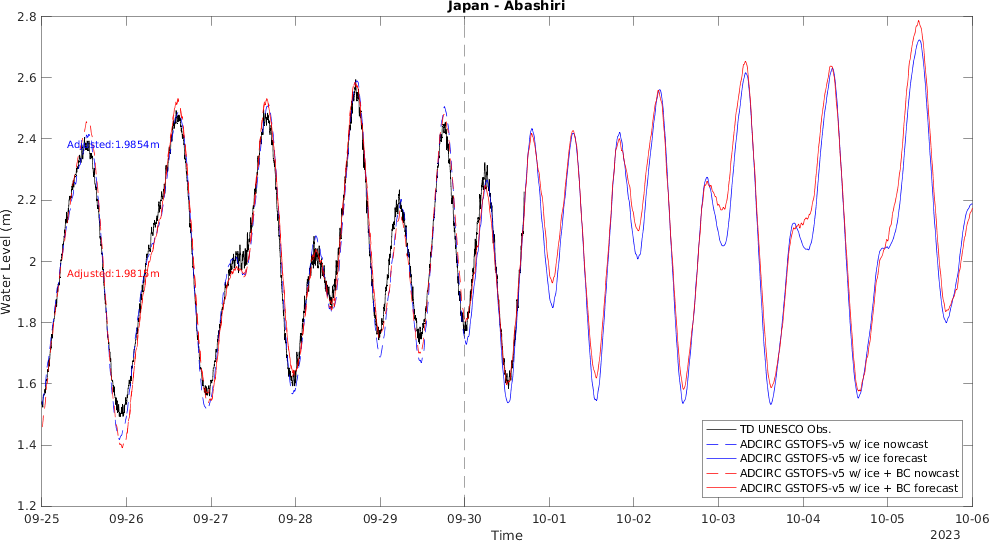 Japan - Abashiri
2.8
2.6
2.4
2.2
2
1.8
1.6
1.4
1.2
Water Level (m)
Adjusted:1.9854m
Adjusted:1.9813m
TD UNESCO Obs.
ADCIRC GSTOFS-v5 w/ ice nowcast
ADCIRC GSTOFS-v5 w/ ice forecast
ADCIRC GSTOFS-v5 w/ ice + BC nowcast
ADCIRC GSTOFS-v5 w/ ice + BC forecast
09-25 09-26 09-27 09-28 09-29 09-30 10-01 10-02 10-03 10-04 10-05 10-06
Time
2023